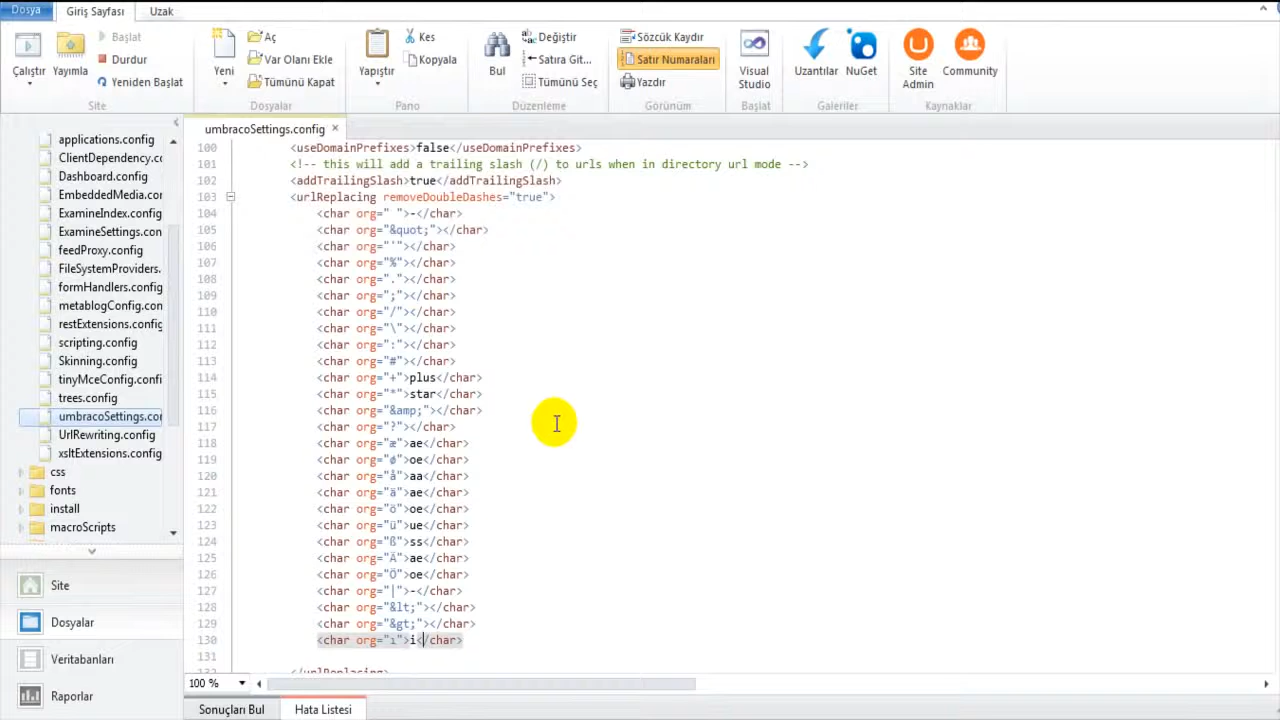 Dosya Giriş Sayfası Uzak
Başlat
Durdur
Yeniden Başlat
Çalıştır Yayımla
Site
Yeni
Aç
Var Olanı Ekle
Tümünü Kapat
Dosyalar
Yapıştır
Kes
Kopyala
Pano
Bul
Değiştir
Satıra Git...
Tümünü Seç
Düzenleme
Sözcük Kaydır
Satır Numaraları
Yazdır
Görünüm
Visual Studio
Başlat
Uzantılar NuGet
Galeriler
Site Admin Community
Kaynaklar
umbracoSettings.config ×
applications.config
ClientDependency.co
Dashboard.config
EmbeddedMedia.co
ExamineIndex.config
ExamineSettings.con
feedProxy.config
FileSystemProviders.
formHandlers.config
metablogConfig.con
restExtensions.config
scripting.config
Skinning.config
tinyMceConfig.confi
trees.config
umbracoSettings.con
UrlRewriting.config
xsltExtensions.config
css
fonts
install
macroScripts
Site
Dosyalar
Veritabanları
Raporlar
100 <useDomainPrefixes>false</useDomainPrefixes>
101 <!-- this will add a trailing slash (/) to urls when in directory url mode -->
102 <addTrailingSlash>true</addTrailingSlash>
103 <urlReplacing removeDoubleDashes="true">
104 <char org=" ">-</char>
105 <char org="&quot;"></char>
106 <char org="'"></char>
107 <char org="%"></char>
108 <char org="."></char>
109 <char org=";"></char>
110 <char org="/"></char>
111 <char org="\"></char>
112 <char org=":"></char>
113 <char org="#"></char>
114 <char org="+">plus</char>
115 <char org="*">star</char>
116 <char org="&amp;"></char>
117 <char org="?"></char>
118 <char org="æ">ae</char>
119 <char org="ø">oe</char>
120 <char org="å">aa</char>
121 <char org="ä">ae</char>
122 <char org="ö">oe</char>
123 <char org="ü">ue</char>
124 <char org="ß">ss</char>
125 <char org="Ä">ae</char>
126 <char org="Ö">oe</char>
127 <char org="|">-</char>
128 <char org="&lt;"></char>
129 <char org="&gt;"></char>
130 <char org="ı">i</char>
131
132 </urlReplacing>
100 %
Sonuçları Bul Hata Listesi